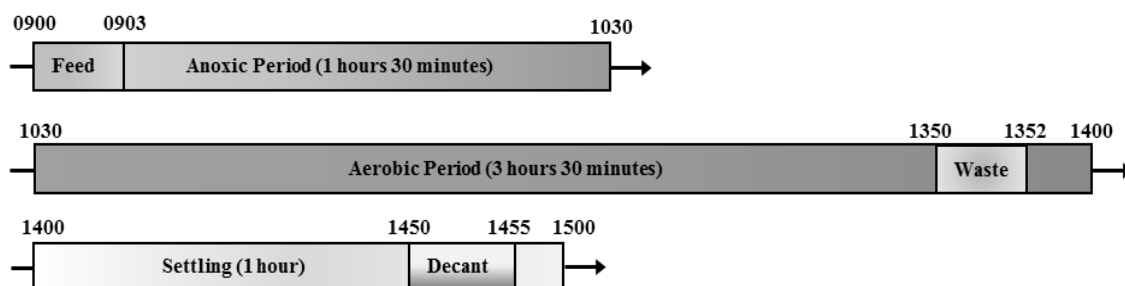 0900 0903 1030
Feed Anoxic Period (1 hours 30 minutes)
1030 1350 1352 1400
Aerobic Period (3 hours 30 minutes) Waste
1400 1450 1455 1500
Settling (1 hour) Decant